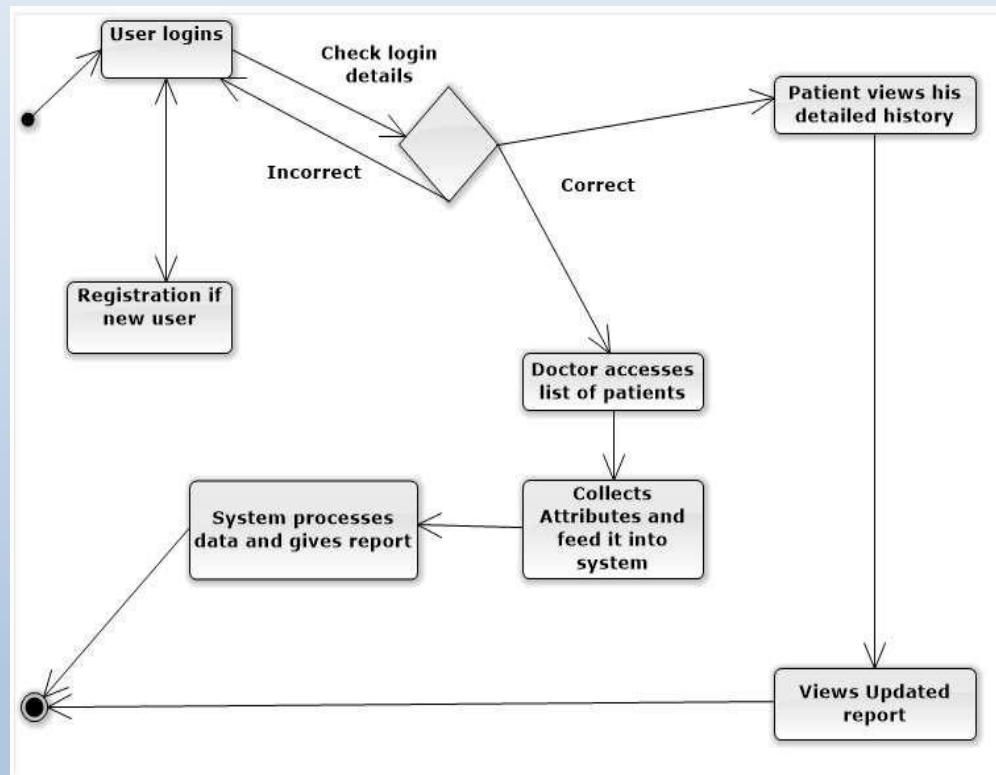 User logins
Check login
details
Patient views his
detailed history
Incorrect
Correct
Registration if
new user
Doctor accesses
list of patients
Collects
Attributes and
feed it into
system
System processes
data and gives report
Views Updated
report